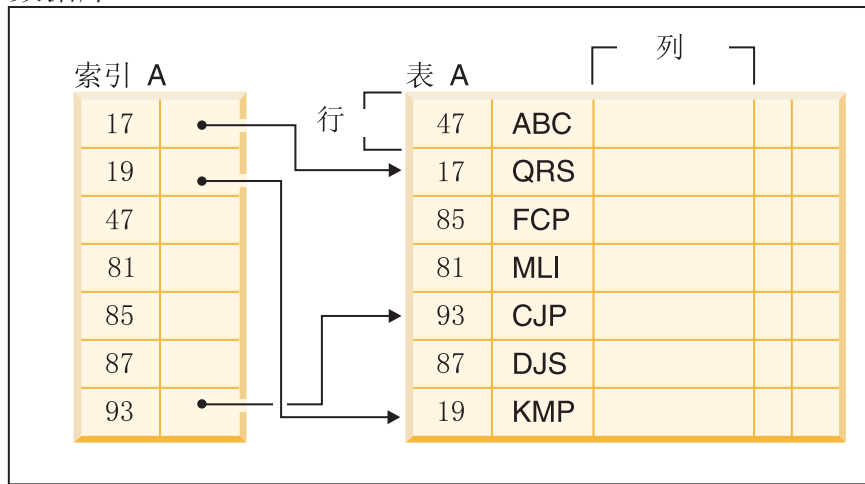 列
索引 A
表 A
行
17
19
47
81
85
87
93
47 ABC
17 QRS
85 FCP
81 MLI
93 CJP
87 DJS
19 KMP